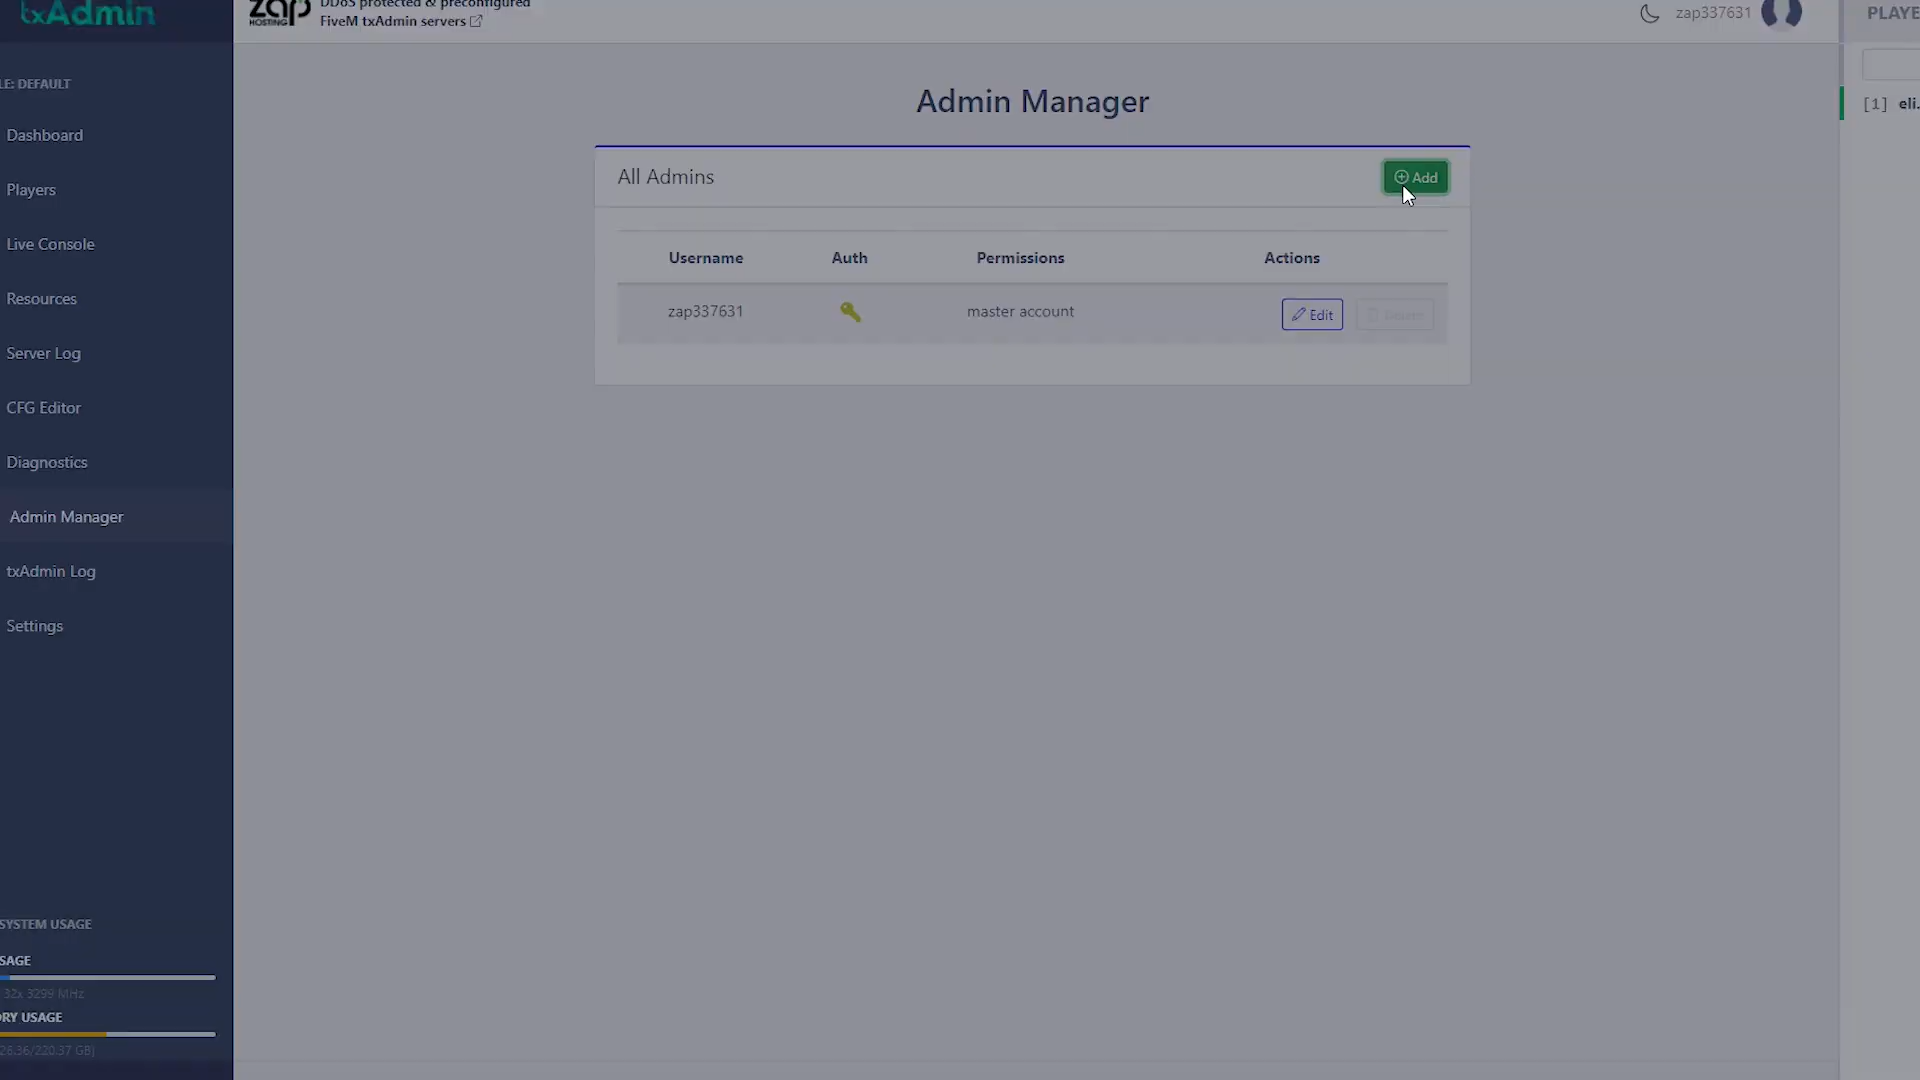 txAdmin
zap
HOSTING
DDoS protected & preconfigured
FiveM txAdmin servers
zap337631
PLAYE
LE: DEFAULT
Dashboard
Players
Live Console
Resources
Server Log
CFG Editor
Diagnostics
Admin Manager
txAdmin Log
Settings
SYSTEM USAGE
SAGE
32x 3299 MHz
RY USAGE
26.36/220.37 GB)
Admin Manager
All Admins
Add
Username Auth Permissions Actions
zap337631 master account Edit Delete
[1] eli.